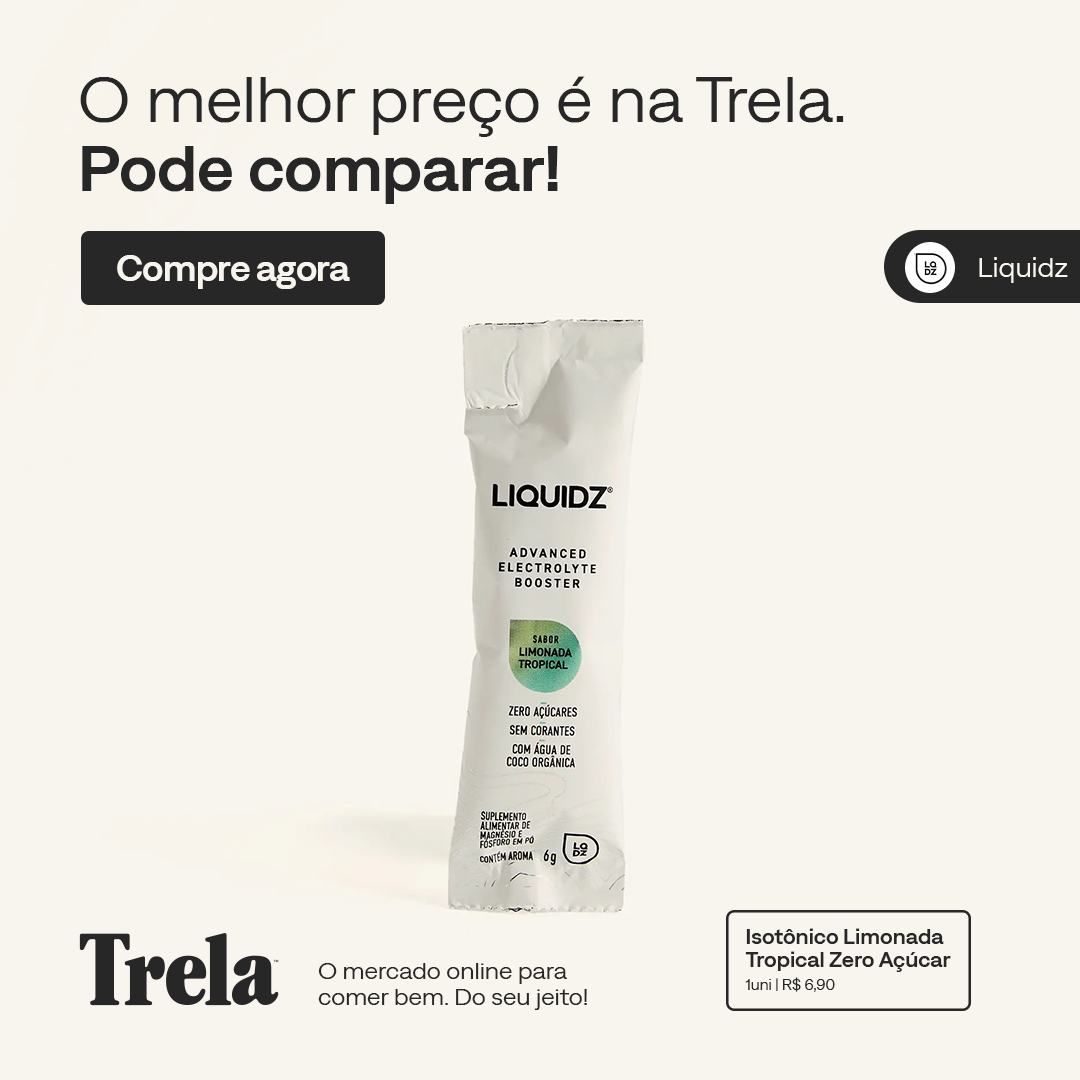 O melhor preço é na Trela.
Pode comparar!
Compre agora
LQ
DZ
Liquidz
LIQUIDZ®
ADVANCED
ELECTROLYTE
BOOSTER
SABOR
LIMONADA
TROPICAL
ZERO AÇÚCARES
SEM CORANTES
COM ÁGUA DE
COCO ORGÂNICA
SUPLEMENTO
ALIMENTAR DE
MAGNÉSIO E
FÓSFORO EM PÓ
CONTÉM AROMA 6g
LQ
DZ
Trela™
O mercado online para
comer bem. Do seu jeito!
Isotônico Limonada
Tropical Zero Açúcar
1uni | R$ 6,90